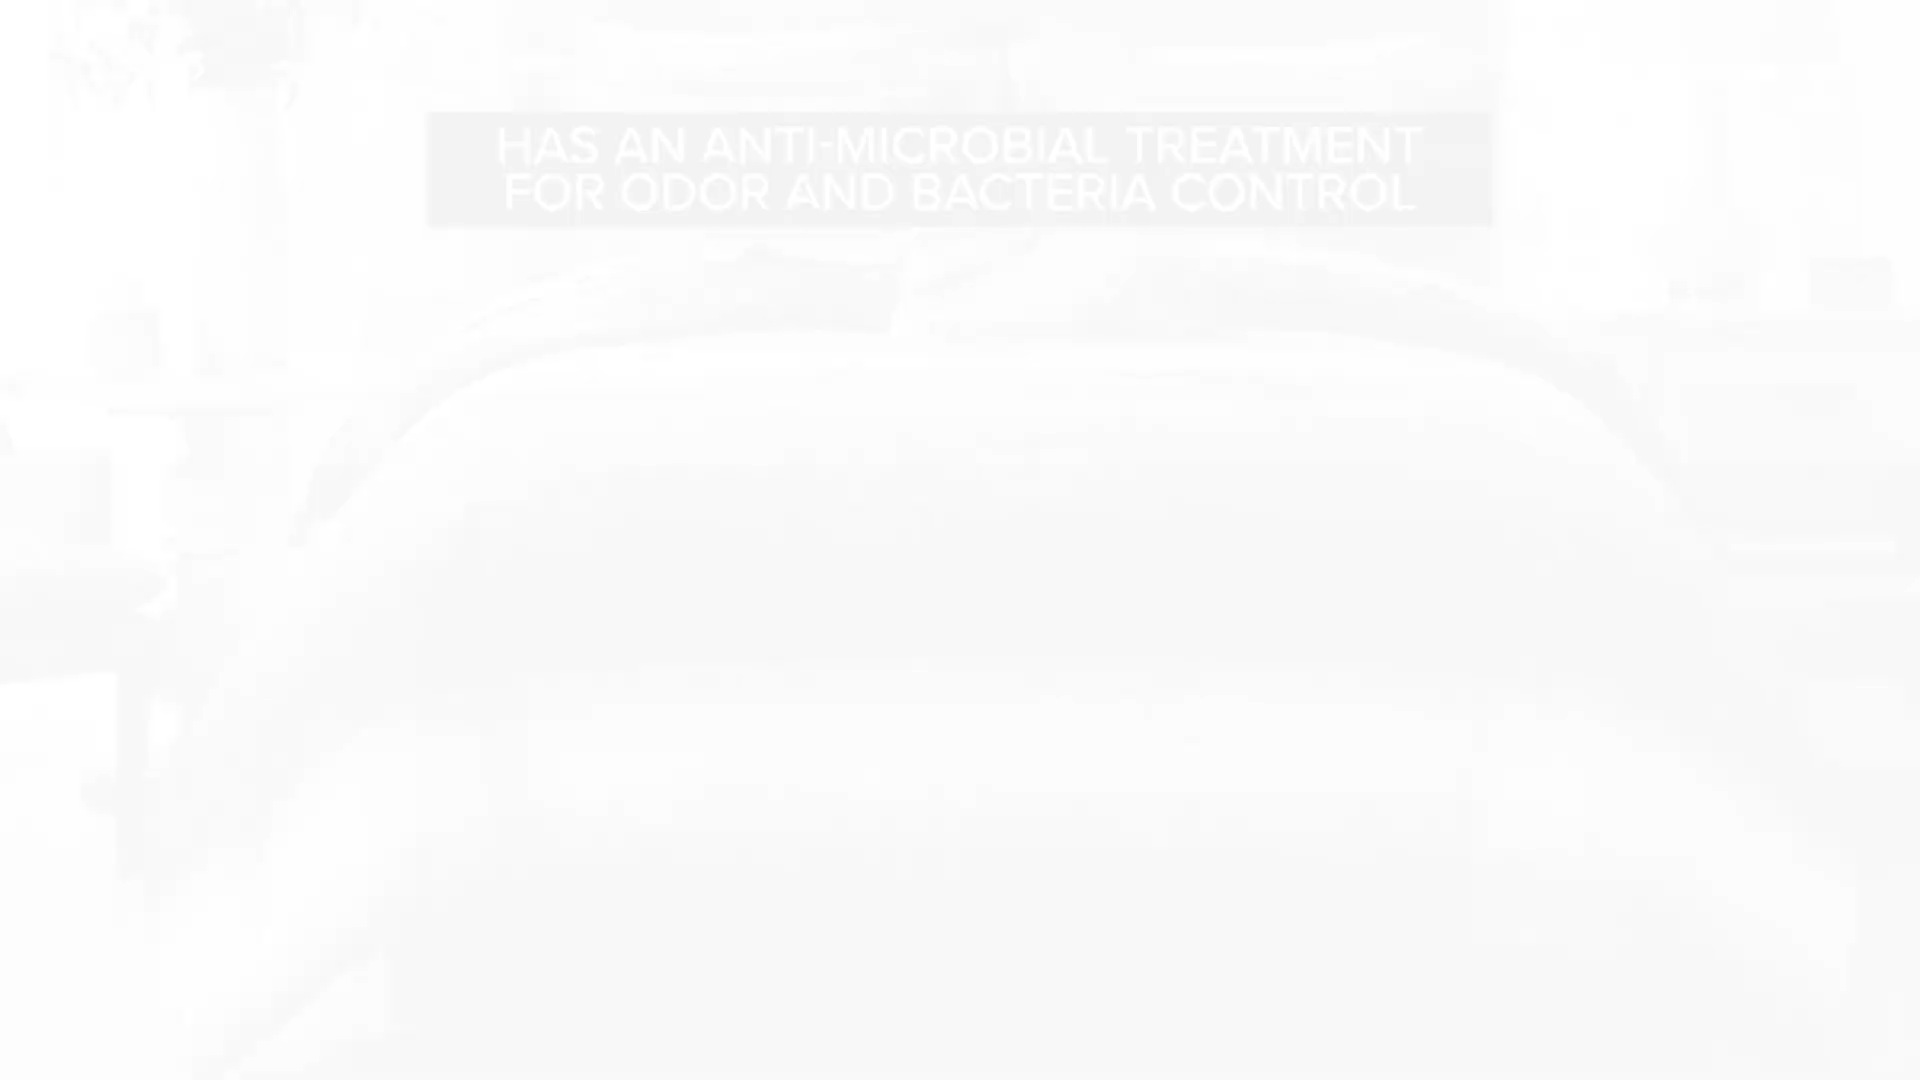 HAS AN ANTI-MICROBIAL TREATMENT
FOR ODOR AND BACTERIA CONTROL